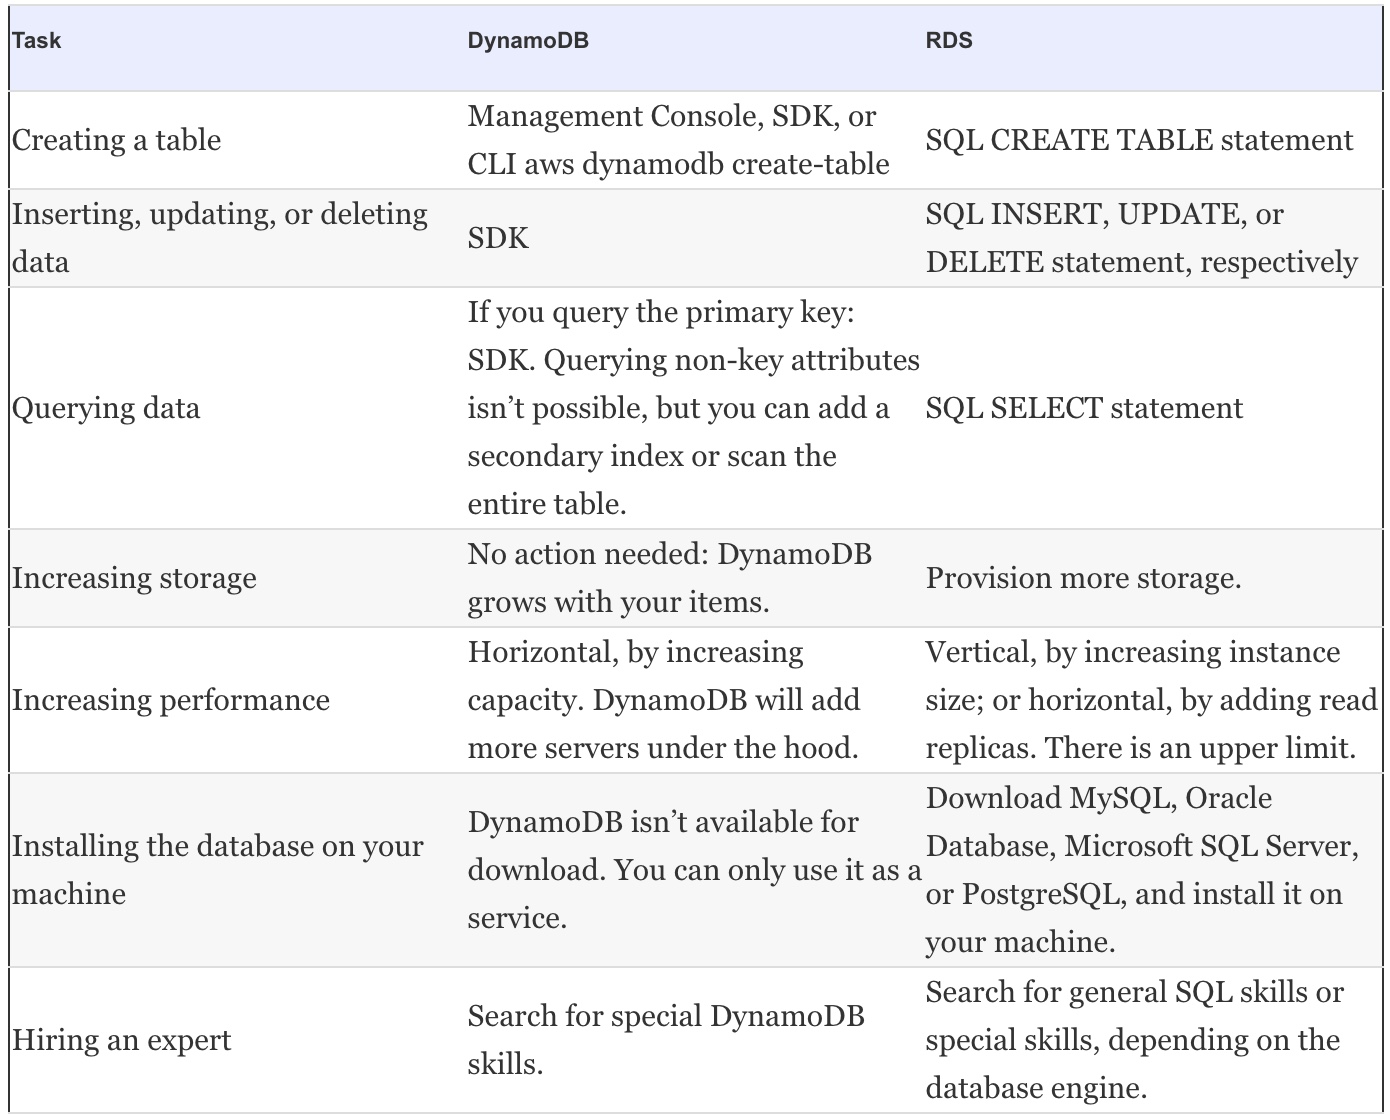 Task
DynamoDB
RDS
Creating a table
Management Console, SDK, or
CLI aws dynamodb create-table
SQL CREATE TABLE statement
Inserting, updating, or deleting
data
SDK
SQL INSERT, UPDATE, or
DELETE statement, respectively
Querying data
If you query the primary key:
SDK. Querying non-key attributes
isn’t possible, but you can add a
secondary index or scan the
entire table.
SQL SELECT statement
Increasing storage
No action needed: DynamoDB
grows with your items.
Provision more storage.
Increasing performance
Horizontal, by increasing
capacity. DynamoDB will add
more servers under the hood.
Vertical, by increasing instance
size; or horizontal, by adding read
replicas. There is an upper limit.
Installing the database on your
machine
DynamoDB isn’t available for
download. You can only use it as a
service.
Download MySQL, Oracle
Database, Microsoft SQL Server,
or PostgreSQL, and install it on
your machine.
Hiring an expert
Search for special DynamoDB
skills.
Search for general SQL skills or
special skills, depending on the
database engine.